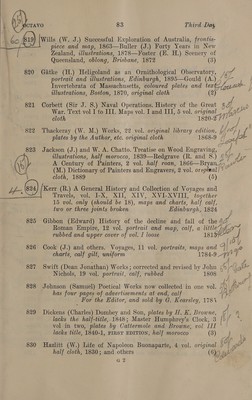 OCTAVO 83 Third Day
819 Wills (W. J.) Successful Exploration of Australia, frontis-
piece and map, 1863—Buller (J.) Forty Years in New
Zealand, illustrations, 1878—Foster (E. H.) Scenery of
Queensland, oblong, Brisbane, 1872 (3)
820 Gätke (H.) Heligoland as an Ornithological Observatory,
portrait and illustrations, Edinburgh, 1895—Gould (A.)
Invertebrata of Massachusetts, coloured plates and text
illustrations, Boston, 1870, original cloth (2)
821 Corbett (Sir J. S.) Naval Operations, History of the Great
War, Text vol I to III, Maps vol. I and III, 5 vol. original
cloth 1920-3
822 Thackeray (W. M.) Works, 22 vol. original library edition,
plates by the Author, etc. original cloth 1868-9
823 Jackson (J.) and W. A. Chatto. Treatise on Wood Engraving,
illustrations, half morocco, 1839—Redgrave (R. and S.)
A Century of Painters, 2 vol. half roan, 1866—Bryan
(M.) Dictionary of Painters and Engravers, 2 vol. original
cloth, 1889 (5)
824 Kerr (R.) A General History and Collection of Voyages and
Travels, vol. I-X, XII, XV, XVI-XVIII, together
15 vol. only (should be 18), maps and charts, half calf,
two or three joints broken Edinburgh, 1824
825 Gibbon (Edward) History of the decline and fall of the
Roman Empire, 12 vol. portrait and map, calf, a little
rubbed and upper cover of vol. I loose
826 Cook (J.) and others. Voyages, 11 vol. portraits, maps and
charts, calf gilt, uniform 1784-9
827 Swift (Dean Jonathan) Works; corrected and revised by John
Nichols, 19 vol. portrait, calf, rubbed 1808
828 Johnson (Samuel) Poetical Works now collected in one vol.
has four pages of advertisements at end, calf
For the Editor, and sold by G. Kearsley, 1785
829 Dickens (Charles) Dombey and Son, plates by H. K. Browne,
lacks the half-title, 1848; Master Humphrey's Clock, 3
vol in two, plates by Cattermole and Browne, vol III
lacks title, 1840-1, FIRST EDITION, half morocco (3)
830 Hazlitt (W.) Life of Napoleon Buonaparte, 4 vol. original
half cloth, 1830; and others (6)
G 2